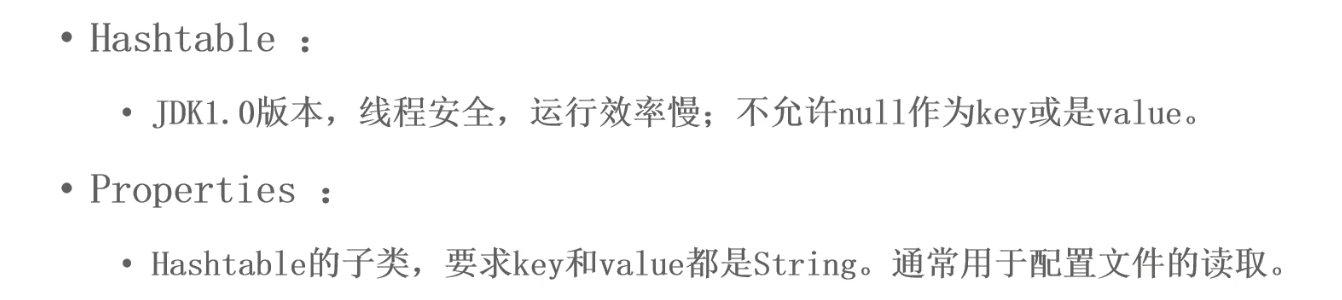 • Hashtable ：
• JDK1.0版本，线程安全，运行效率慢；不允许null作为key或是value。
• Properties ：
• Hashtable的子类，要求key和value都是String。通常用于配置文件的读取。